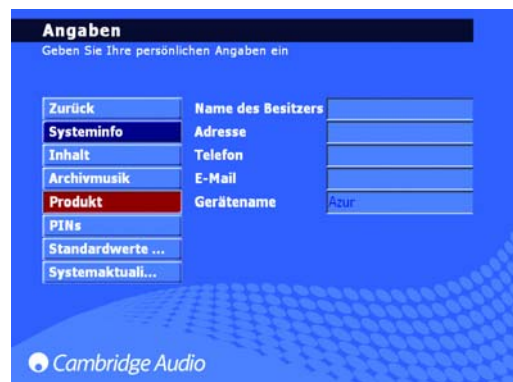 Angaben
Geben Sie Ihre persönlichen Angaben ein
Zurück
Systeminfo
Inhalt
Archivmusik
Produkt
PINs
Standardwerte ...
Systemaktuali...
Name des Besitzers
Adresse
Telefon
E-Mail
Gerätename Azur
Cambridge Audio